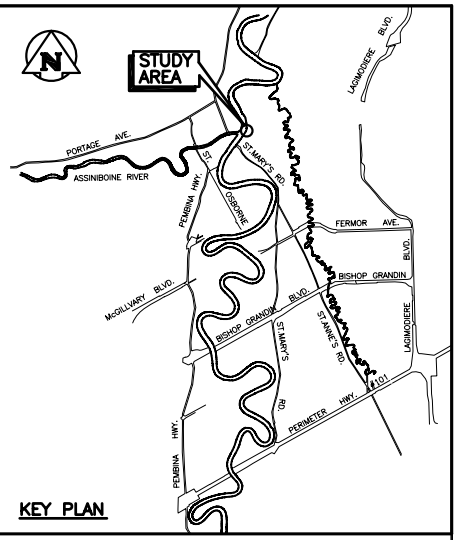 N
STUDY
AREA
LAGIMODIERE BLVD.
PORTAGE AVE.
ASSINIBOINE RIVER
ST.MARY'S RD.
PEMBINA HWY.
OSBORNE
ST.
FERMOR AVE.
McGILLVARY BLVD.
BISHOP GRANDIN BLVD.
BISHOP GRANDIN
BLVD.
LAGIMODIERE
ST.MARY'S
RD.
ST.ANNE'S RD.
#101
PERIMETER HWY.
PEMBINA HWY.
KEY PLAN